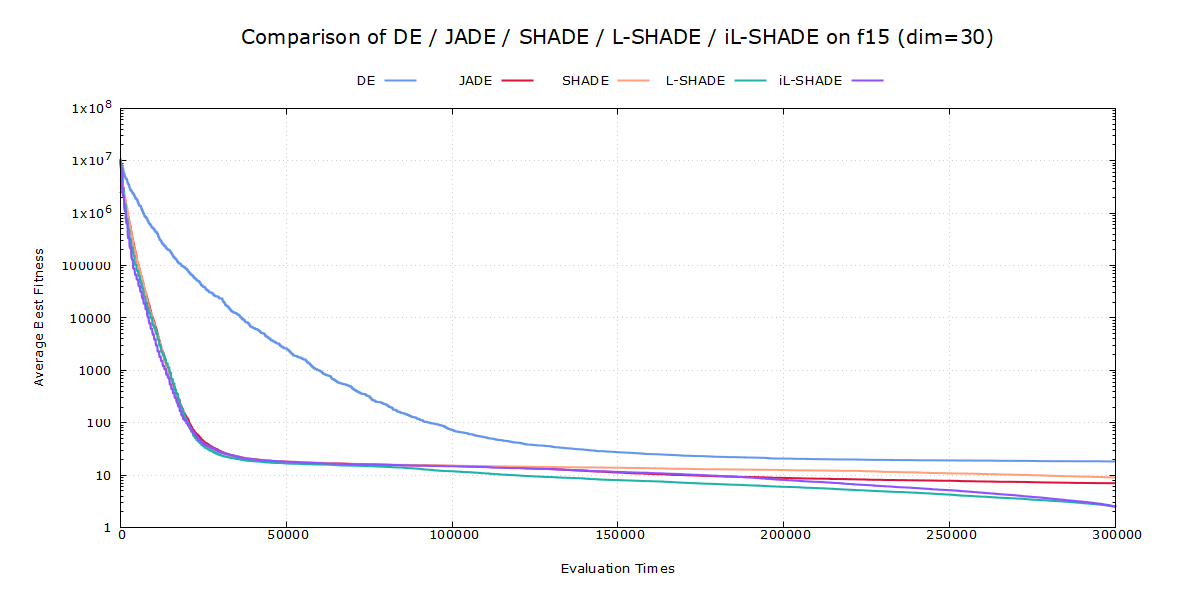 Comparison of DE / JADE / SHADE / L-SHADE / iL-SHADE on f15 (dim=30)
DE JADE SHADE L-SHADE iL-SHADE
1x10^8
1x10^7
1x10^6
100000
10000
1000
100
10
1
Average Best Fitness
0 50000 100000 150000 200000 250000 300000
Evaluation Times